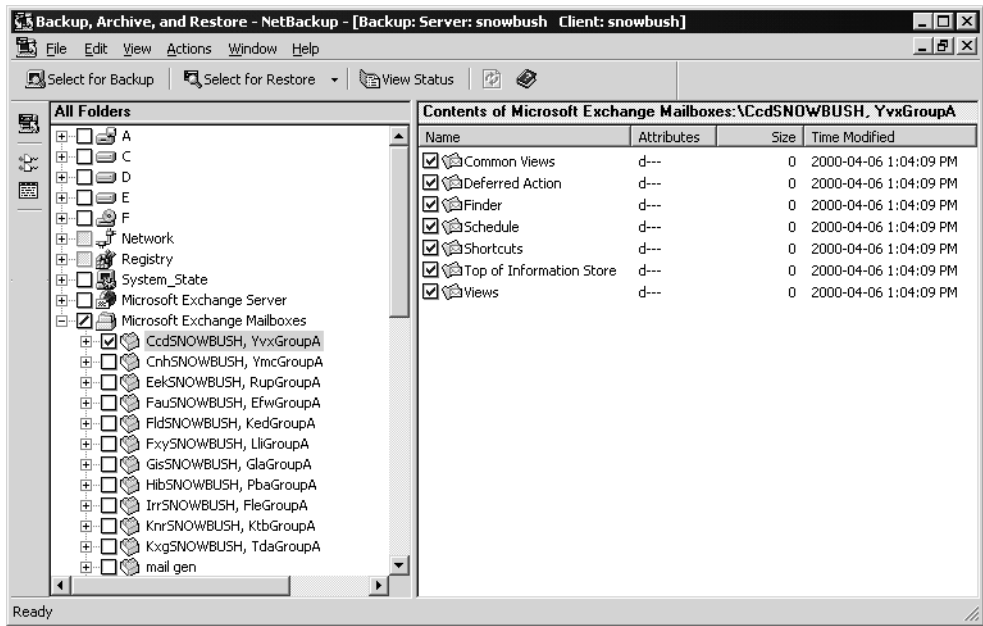 Backup, Archive, and Restore - NetBackup - [Backup: Server: snowbush Client: snowbush]
File Edit View Actions Window Help
Select for Backup Select for Restore View Status
All Folders
A
C
D
E
F
Network
Registry
System_State
Microsoft Exchange Server
Microsoft Exchange Mailboxes
CcdSNOWBUSH, YvxGroupA
CnhSNOWBUSH, YmcGroupA
EekSNOWBUSH, RupGroupA
FauSNOWBUSH, EfwGroupA
FldSNOWBUSH, KedGroupA
FxySNOWBUSH, LliGroupA
GisSNOWBUSH, GlaGroupA
HibSNOWBUSH, PbaGroupA
IrrSNOWBUSH, FleGroupA
KnrSNOWBUSH, KtbGroupA
KxgSNOWBUSH, TdaGroupA
mail gen
Contents of Microsoft Exchange Mailboxes:\CcdSNOWBUSH, YvxGroupA
Name Attributes Size Time Modified
Common Views d--- 0 2000-04-06 1:04:09 PM
Deferred Action d--- 0 2000-04-06 1:04:09 PM
Finder d--- 0 2000-04-06 1:04:09 PM
Schedule d--- 0 2000-04-06 1:04:09 PM
Shortcuts d--- 0 2000-04-06 1:04:09 PM
Top of Information Store d--- 0 2000-04-06 1:04:09 PM
Views d--- 0 2000-04-06 1:04:09 PM
Ready